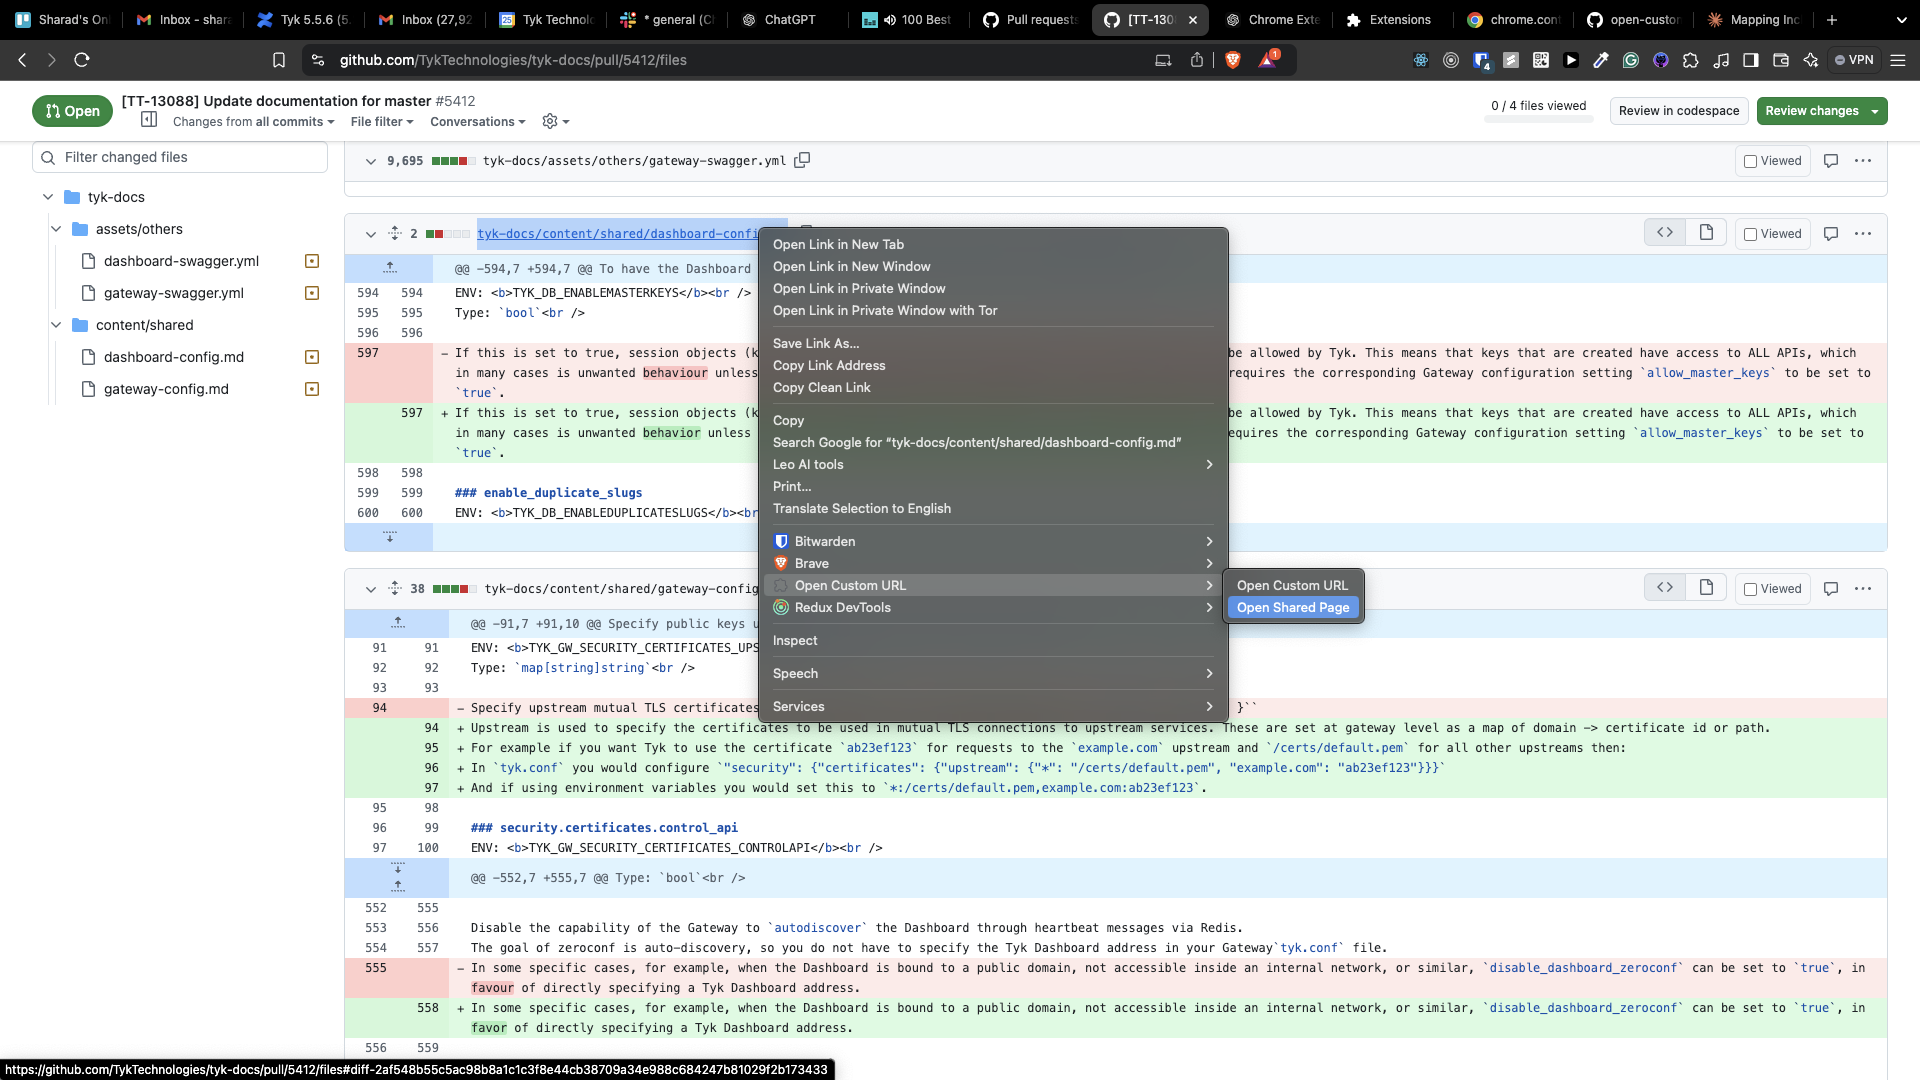 Sharad's Onl
Inbox - shara
Tyk 5.5.6 (5.
Inbox (27,92
Tyk Technolo
* general (Ch
ChatGPT
100 Best
Pull requests
[TT-130
Chrome Exte
Extensions
chrome.cont
open-custon
Mapping Inc
github.com/TykTechnologies/tyk-docs/pull/5412/files
1
4
VPN
Open
[TT-13088] Update documentation for master #5412
Changes from all commits
File filter
Conversations
0 / 4 files viewed
Review in codespace
Review changes
Filter changed files
tyk-docs
assets/others
dashboard-swagger.yml
gateway-swagger.yml
content/shared
dashboard-config.md
gateway-config.md
9,695 tyk-docs/assets/others/gateway-swagger.yml
Viewed
2 tyk-docs/content/shared/dashboard-confi
Viewed
@@ -594,7 +594,7 @@ To have the Dashboard
594 594 ENV: <b>TYK_DB_ENABLEMASTERKEYS</b><br />
595 595 Type: `bool`<br />
596 596
597 - If this is set to true, session objects (k be allowed by Tyk. This means that keys that are created have access to ALL APIs, which
in many cases is unwanted behaviour unless requires the corresponding Gateway configuration setting `allow_master_keys` to be set to
`true`.
597 + If this is set to true, session objects (k be allowed by Tyk. This means that keys that are created have access to ALL APIs, which
in many cases is unwanted behavior unless equires the corresponding Gateway configuration setting `allow_master_keys` to be set to
`true`.
598 598
599 599 ### enable_duplicate_slugs
600 600 ENV: <b>TYK_DB_ENABLEDUPLICATESLUGS</b><br
Open Link in New Tab
Open Link in New Window
Open Link in Private Window
Open Link in Private Window with Tor
Save Link As...
Copy Link Address
Copy Clean Link
Copy
Search Google for “tyk-docs/content/shared/dashboard-config.md”
Leo AI tools
Print...
Translate Selection to English
Bitwarden
Brave
Open Custom URL
Redux DevTools
Inspect
Speech
Services
Open Custom URL
Open Shared Page
38 tyk-docs/content/shared/gateway-config
Viewed
@@ -91,7 +91,10 @@ Specify public keys u
91 91 ENV: <b>TYK_GW_SECURITY_CERTIFICATES_UPS
92 92 Type: `map[string]string`<br />
93 93
94 - Specify upstream mutual TLS certificates }``
94 + Upstream is used to specify the certificates to be used in mutual TLS connections to upstream services. These are set at gateway level as a map of domain -> certificate id or path.
95 + For example if you want Tyk to use the certificate `ab23ef123` for requests to the `example.com` upstream and `/certs/default.pem` for all other upstreams then:
96 + In `tyk.conf` you would configure `"security": {"certificates": {"upstream": {"*": "/certs/default.pem", "example.com": "ab23ef123"}}}`
97 + And if using environment variables you would set this to `*:/certs/default.pem,example.com:ab23ef123`.
95 98
96 99 ### security.certificates.control_api
97 100 ENV: <b>TYK_GW_SECURITY_CERTIFICATES_CONTROLAPI</b><br />
@@ -552,7 +555,7 @@ Type: `bool`<br />
552 555
553 556 Disable the capability of the Gateway to `autodiscover` the Dashboard through heartbeat messages via Redis.
554 557 The goal of zeroconf is auto-discovery, so you do not have to specify the Tyk Dashboard address in your Gateway`tyk.conf` file.
555 - In some specific cases, for example, when the Dashboard is bound to a public domain, not accessible inside an internal network, or similar, `disable_dashboard_zeroconf` can be set to `true`, in
favour of directly specifying a Tyk Dashboard address.
558 + In some specific cases, for example, when the Dashboard is bound to a public domain, not accessible inside an internal network, or similar, `disable_dashboard_zeroconf` can be set to `true`, in
favor of directly specifying a Tyk Dashboard address.
556 559
https://github.com/TykTechnologies/tyk-docs/pull/5412/files#diff-2af548b55c5ac98b8a1c1c3f8e44cb38709a34e988c684247b81029f2b173433